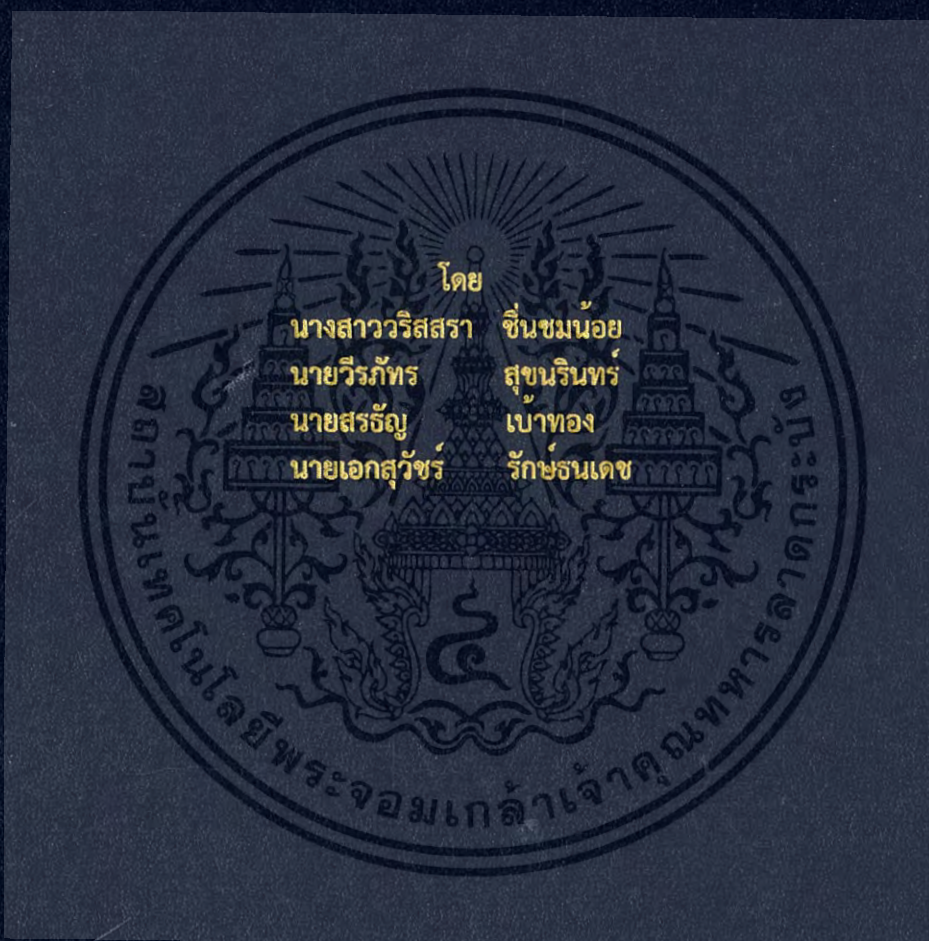 โดย
นางสาววริสสรา ชื่นชมน้อย
นายวีรภัทร สุขนรินทร์
นายสรธัญ เบ้าทอง
นายเอกสุวัชร์ รักษ์ธนเดช
สถาบันเทคโนโลยีพระจอมเกล้าเจ้าคุณทหารลาดกระบัง
๔